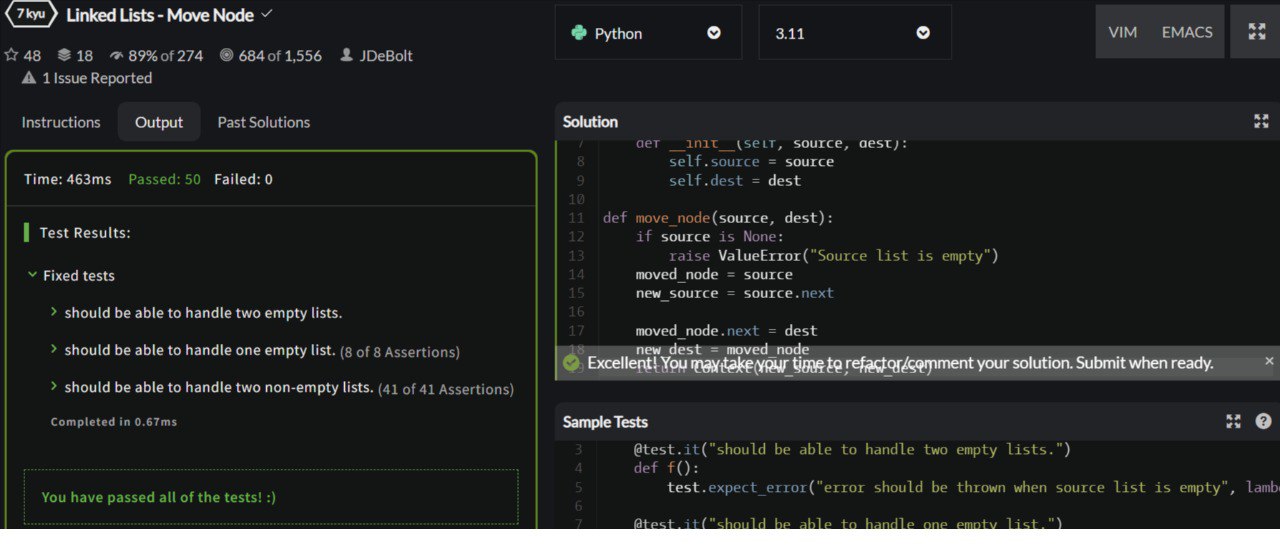 7 kyu Linked Lists - Move Node
48 18 89% of 274 684 of 1,556 JDeBolt
1 Issue Reported
Python 3.11 VIM EMACS
Instructions Output Past Solutions
Time: 463ms Passed: 50 Failed: 0
Test Results:
Fixed tests
should be able to handle two empty lists.
should be able to handle one empty list. (8 of 8 Assertions)
should be able to handle two non-empty lists. (41 of 41 Assertions)
Completed in 0.67ms
You have passed all of the tests! :)
Solution
7 def __init__(self, source, dest):
8 self.source = source
9 self.dest = dest
10
11 def move_node(source, dest):
12 if source is None:
13 raise ValueError("Source list is empty")
14 moved_node = source
15 new_source = source.next
16
17 moved_node.next = dest
18 new_dest = moved_node
19 return Context(new_source, new_dest)
Excellent! You may take your time to refactor/comment your solution. Submit when ready.
Sample Tests
3 @test.it("should be able to handle two empty lists.")
4 def f():
5 test.expect_error("error should be thrown when source list is empty", lamb
6
7 @test.it("should be able to handle one empty list.")